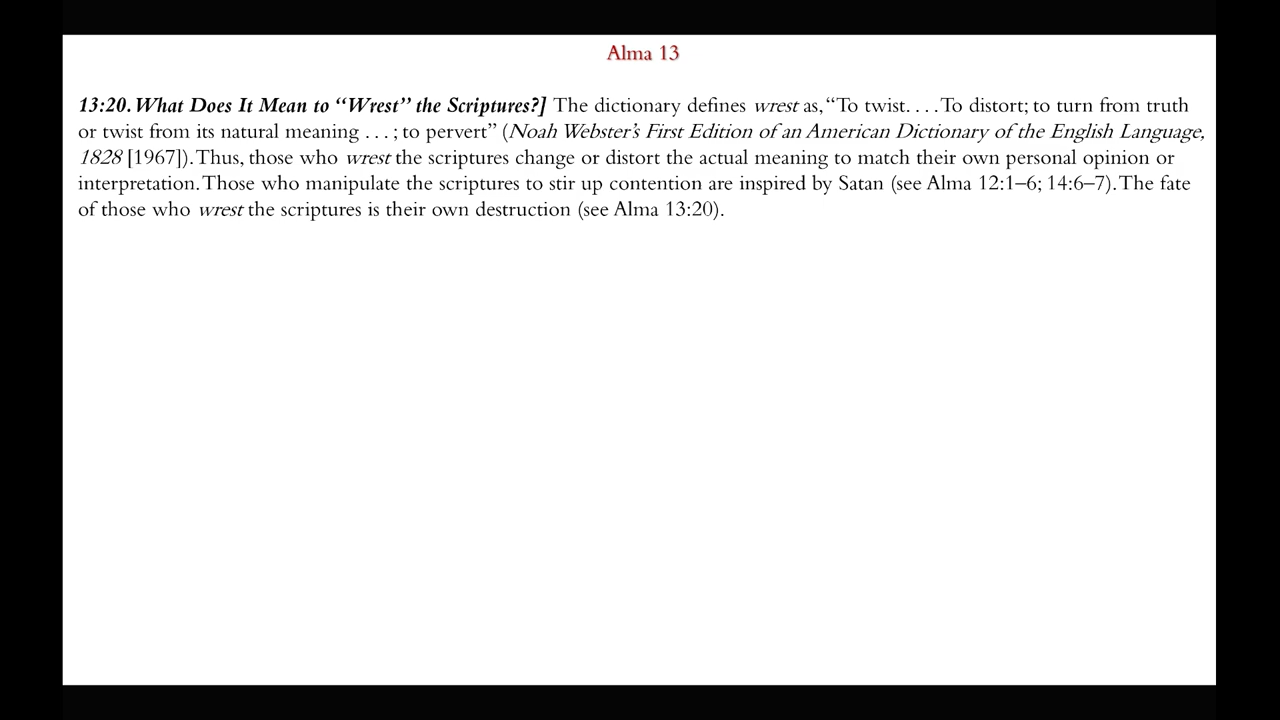 Alma 13
13:20. What Does It Mean to “Wrest” the Scriptures?] The dictionary defines wrest as, “To twist. . . . To distort; to turn from truth
or twist from its natural meaning . . . ; to pervert” (Noah Webster’s First Edition of an American Dictionary of the English Language,
1828 [1967]). Thus, those who wrest the scriptures change or distort the actual meaning to match their own personal opinion or
interpretation. Those who manipulate the scriptures to stir up contention are inspired by Satan (see Alma 12:1–6; 14:6–7). The fate
of those who wrest the scriptures is their own destruction (see Alma 13:20).